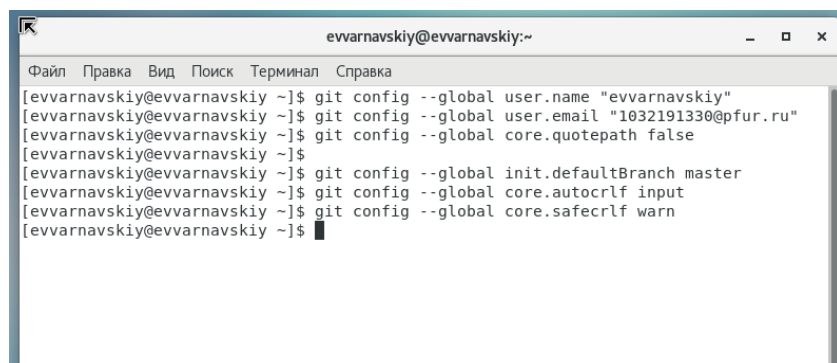 evvarnavskiy@evvarnavskiy:~
Файл Правка Вид Поиск Терминал Справка
[evvarnavskiy@evvarnavskiy ~]$ git config --global user.name "evvarnavskiy"
[evvarnavskiy@evvarnavskiy ~]$ git config --global user.email "1032191330@pfur.ru"
[evvarnavskiy@evvarnavskiy ~]$ git config --global core.quotepath false
[evvarnavskiy@evvarnavskiy ~]$
[evvarnavskiy@evvarnavskiy ~]$ git config --global init.defaultBranch master
[evvarnavskiy@evvarnavskiy ~]$ git config --global core.autocrlf input
[evvarnavskiy@evvarnavskiy ~]$ git config --global core.safecrlf warn
[evvarnavskiy@evvarnavskiy ~]$